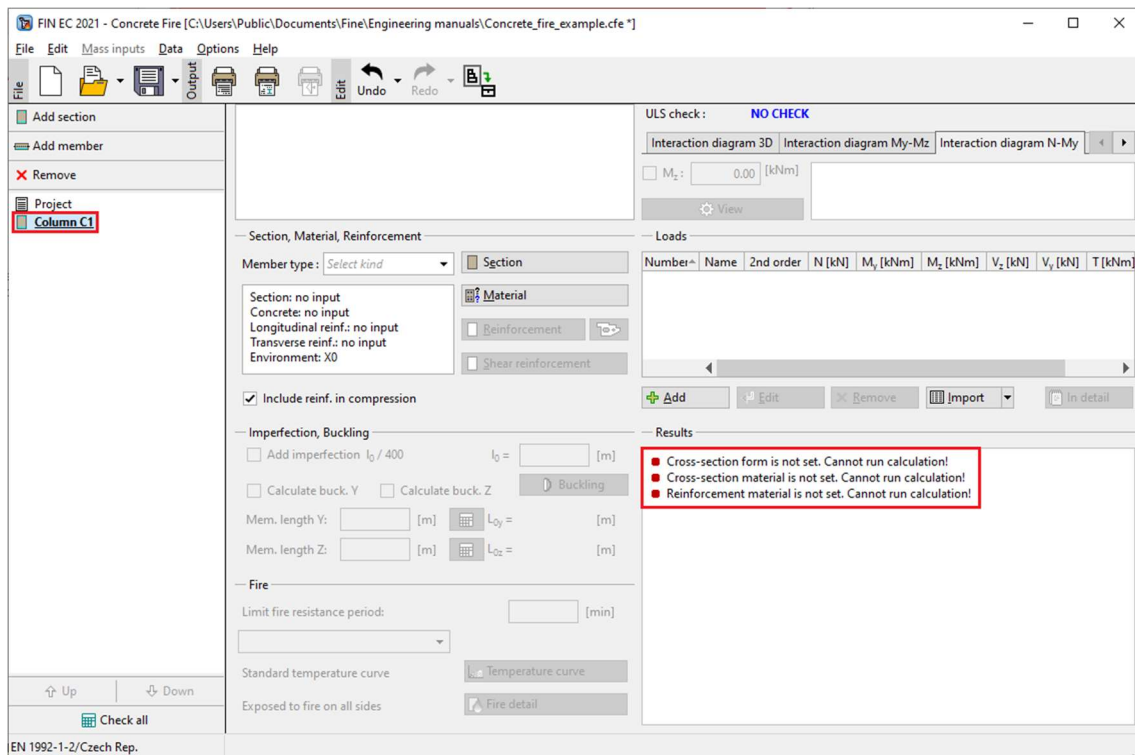 FIN EC 2021 - Concrete Fire [C:\Users\Public\Documents\Fine\Engineering manuals\Concrete_fire_example.cfe *]
File Edit Mass inputs Data Options Help
File
Output
Edit
Undo
Redo
Add section
Add member
Remove
Project
Column C1
Up Down
Check all
Section, Material, Reinforcement
Member type : Select kind
Section
Section: no input
Concrete: no input
Longitudinal reinf.: no input
Transverse reinf.: no input
Environment: X0
Material
Reinforcement
Shear reinforcement
Include reinf. in compression
Imperfection, Buckling
Add imperfection l0 / 400 l0 = [m]
Calculate buck. Y Calculate buck. Z Buckling
Mem. length Y: [m] L0y = [m]
Mem. length Z: [m] L0z = [m]
Fire
Limit fire resistance period: [min]
Standard temperature curve Temperature curve
Exposed to fire on all sides Fire detail
ULS check : NO CHECK
Interaction diagram 3D Interaction diagram My-Mz Interaction diagram N-My
Mz : 0.00 [kNm]
View
Loads
Number Name 2nd order N [kN] My [kNm] Mz [kNm] Vz [kN] Vy [kN] T [kNm]
Add Edit Remove Import In detail
Results
Cross-section form is not set. Cannot run calculation!
Cross-section material is not set. Cannot run calculation!
Reinforcement material is not set. Cannot run calculation!
EN 1992-1-2/Czech Rep.